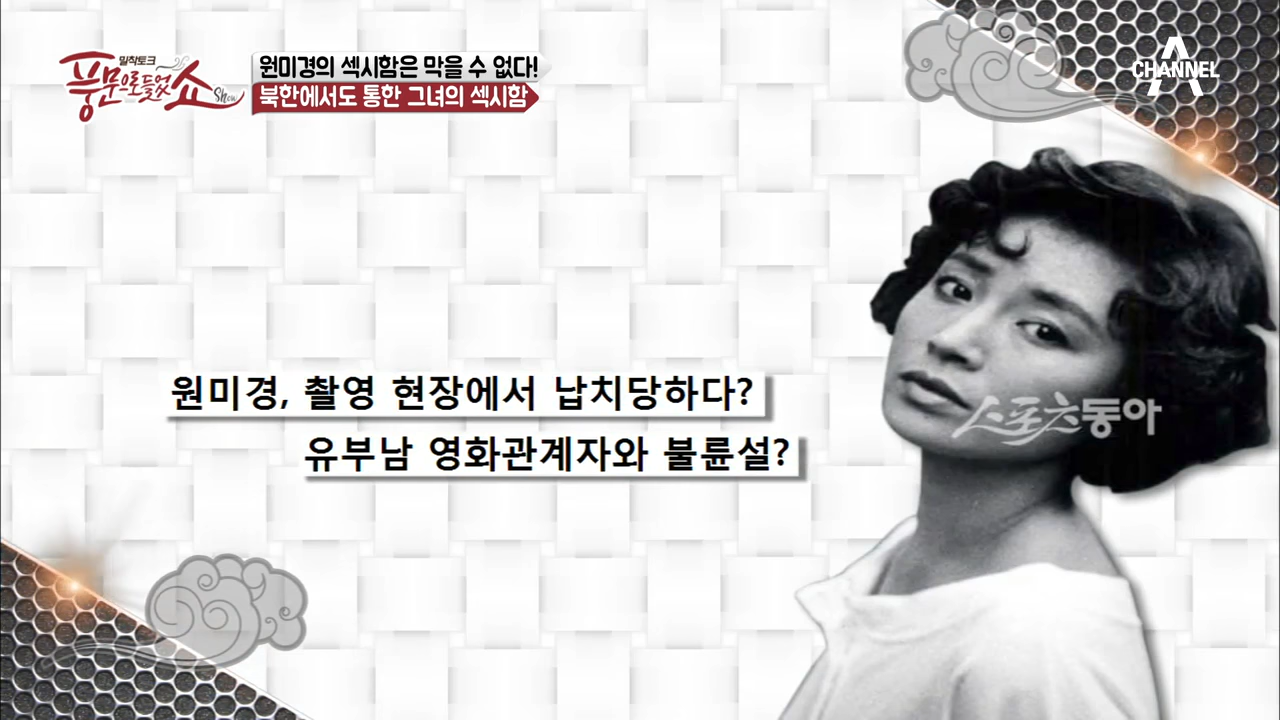 밀착토크
풍문으로들었쇼
Show
원미경의 섹시함은 막을 수 없다!
북한에서도 통한 그녀의 섹시함
CHANNEL A
원미경, 촬영 현장에서 납치당하다?
유부남 영화관계자와 불륜설?
스포츠동아